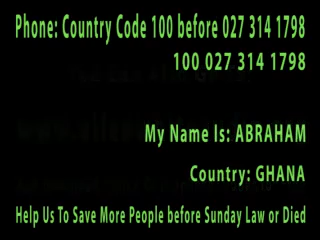 Phone: Country Code 100 before 027 314 1798
100 027 314 1798
My Name Is: ABRAHAM
Country: GHANA
Help Us To Save More People before Sunday Law or Died